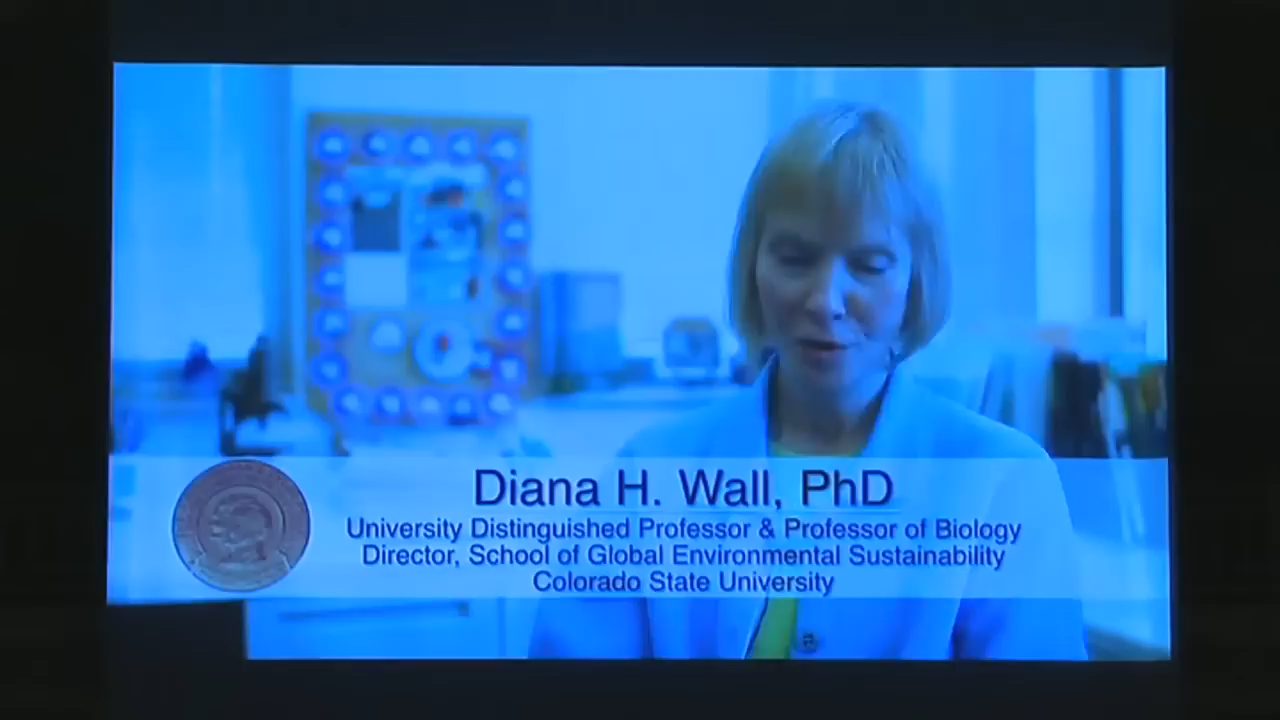 Diana H. Wall, PhD
University Distinguished Professor & Professor of Biology
Director, School of Global Environmental Sustainability
Colorado State University